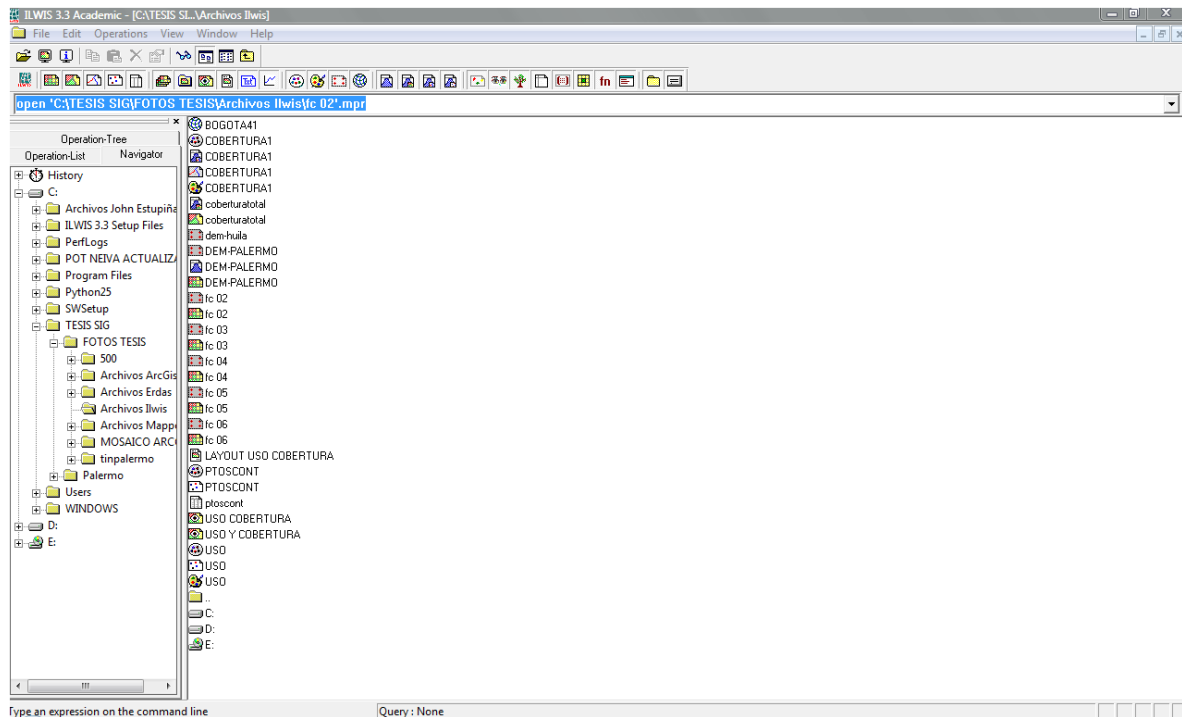 ILWIS 3.3 Academic - [C:\TESIS SI...\Archivos Ilwis]
File Edit Operations View Window Help
open 'C:\TESIS SIG\FOTOS TESIS\Archivos Ilwis\fc 02'.mpr
Operation-Tree
Operation-List Navigator
History
C:
Archivos John Estupiña
ILWIS 3.3 Setup Files
PerfLogs
POT NEIVA ACTUALIZA
Program Files
Python25
SWSetup
TESIS SIG
FOTOS TESIS
500
Archivos ArcGis
Archivos Erdas
Archivos Ilwis
Archivos Mapp
MOSAICO ARC
tinpalermo
Palermo
Users
WINDOWS
D:
E:
BOGOTA41
COBERTURA1
COBERTURA1
COBERTURA1
COBERTURA1
coberturatotal
coberturatotal
dem-huila
DEM-PALERMO
DEM-PALERMO
DEM-PALERMO
fc 02
fc 02
fc 03
fc 03
fc 04
fc 04
fc 05
fc 05
fc 06
fc 06
LAYOUT USO COBERTURA
PTOSCONT
PTOSCONT
ptoscont
USO COBERTURA
USO Y COBERTURA
USO
USO
USO
..
C:
D:
E:
Type an expression on the command line
Query : None